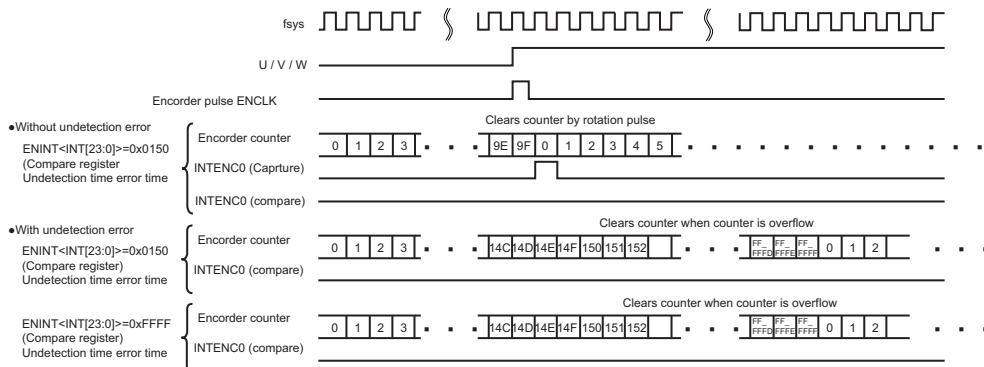 fsys
U / V / W
Encorder pulse ENCLK
Clears counter by rotation pulse
●Without undetection error
ENINT<INT[23:0]>=0x0150
(Compare register
Undetection time error time
Encorder counter
0 1 2 3 9E 9F 0 1 2 3 4 5
INTENC0 (Caprture)
INTENC0 (compare)
Clears counter when counter is overflow
●With undetection error
ENINT<INT[23:0]>=0x0150
(Compare register)
Undetection time error time
Encorder counter
0 1 2 3 14C 14D 14E 14F 150 151 152 FF_FFFD FF_FFFE FF_FFFF 0 1 2
INTENC0 (compare)
Clears counter when counter is overflow
ENINT<INT[23:0]>=0xFFFF
(Compare register)
Undetection time error time
Encorder counter
0 1 2 3 14C 14D 14E 14F 150 151 152 FF_FFFD FF_FFFE FF_FFFF 0 1 2
INTENC0 (compare)